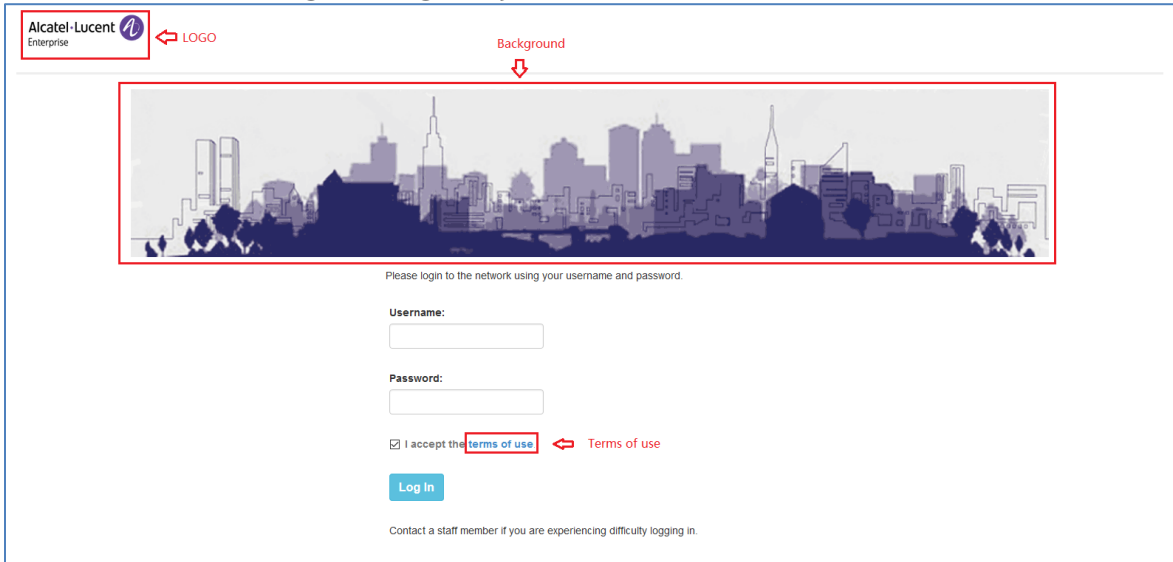 Alcatel·Lucent
Enterprise
LOGO
Background
Please login to the network using your username and password.
Username:
Password:
I accept the terms of use.
Terms of use
Log In
Contact a staff member if you are experiencing difficulty logging in.